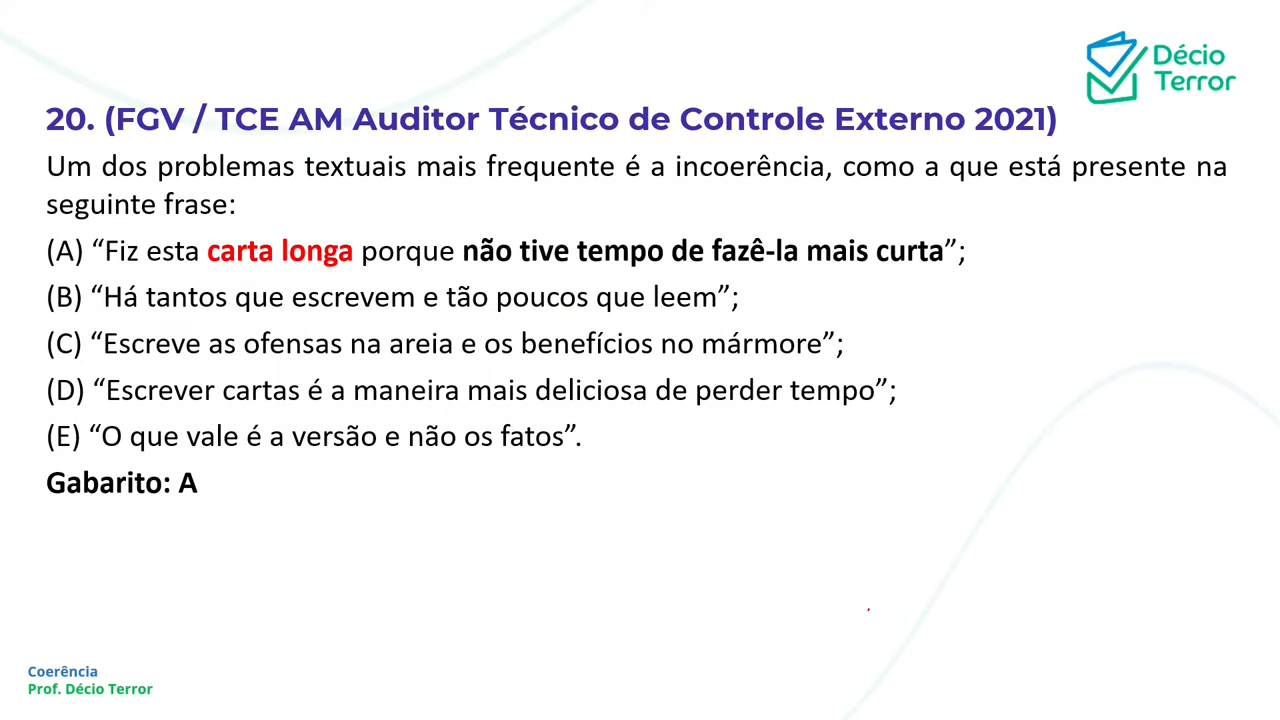 Décio
Terror
20. (FGV / TCE AM Auditor Técnico de Controle Externo 2021)
Um dos problemas textuais mais frequente é a incoerência, como a que está presente na
seguinte frase:
(A) “Fiz esta carta longa porque não tive tempo de fazê-la mais curta”;
(B) “Há tantos que escrevem e tão poucos que leem”;
(C) “Escreve as ofensas na areia e os benefícios no mármore”;
(D) “Escrever cartas é a maneira mais deliciosa de perder tempo”;
(E) “O que vale é a versão e não os fatos”.
Gabarito: A
Coerência
Prof. Décio Terror